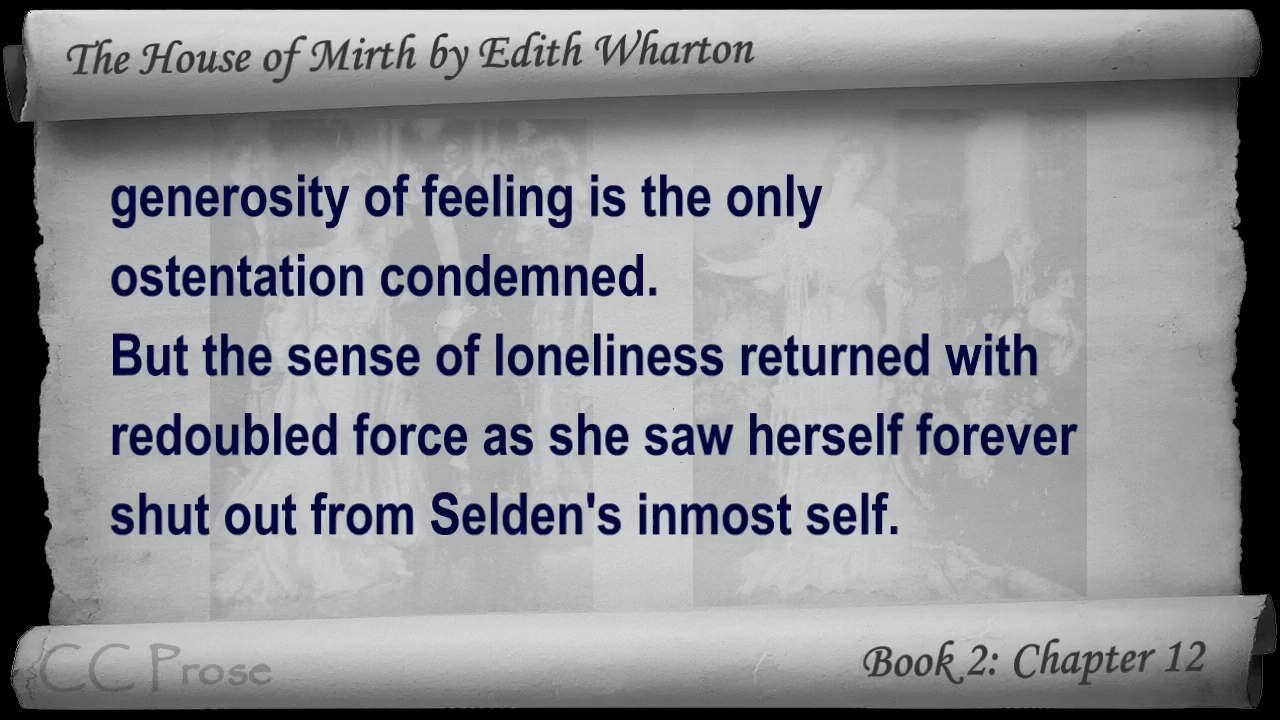 The House of Mirth by Edith Wharton
generosity of feeling is the only
ostentation condemned.
But the sense of loneliness returned with
redoubled force as she saw herself forever
shut out from Selden's inmost self.
CC Prose
Book 2: Chapter 12